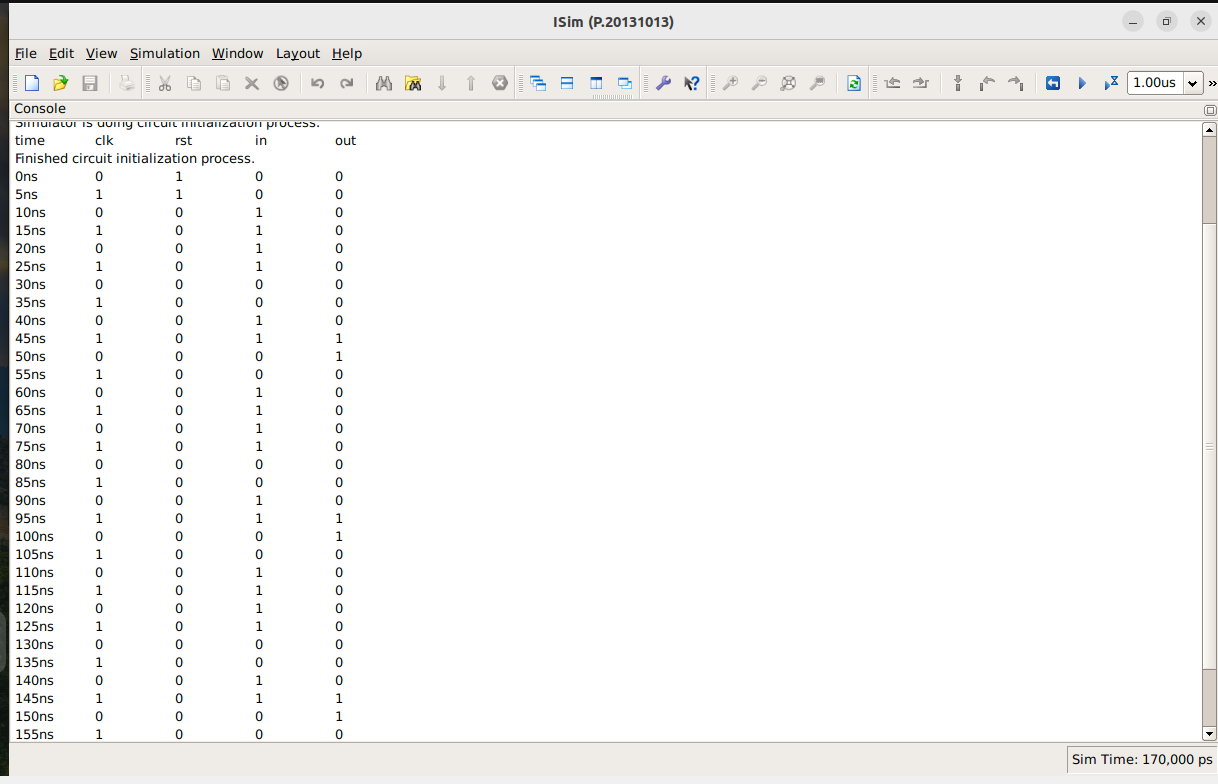 ISim (P.20131013)
File Edit View Simulation Window Layout Help
1.00us »
Console
Simulator is doing circuit initialization process.
time clk rst in out
Finished circuit initialization process.
0ns 0 1 0 0
5ns 1 1 0 0
10ns 0 0 1 0
15ns 1 0 1 0
20ns 0 0 1 0
25ns 1 0 1 0
30ns 0 0 0 0
35ns 1 0 0 0
40ns 0 0 1 0
45ns 1 0 1 1
50ns 0 0 0 1
55ns 1 0 0 0
60ns 0 0 1 0
65ns 1 0 1 0
70ns 0 0 1 0
75ns 1 0 1 0
80ns 0 0 0 0
85ns 1 0 0 0
90ns 0 0 1 0
95ns 1 0 1 1
100ns 0 0 0 1
105ns 1 0 0 0
110ns 0 0 1 0
115ns 1 0 1 0
120ns 0 0 1 0
125ns 1 0 1 0
130ns 0 0 0 0
135ns 1 0 0 0
140ns 0 0 1 0
145ns 1 0 1 1
150ns 0 0 0 1
155ns 1 0 0 0
Sim Time: 170,000 ps